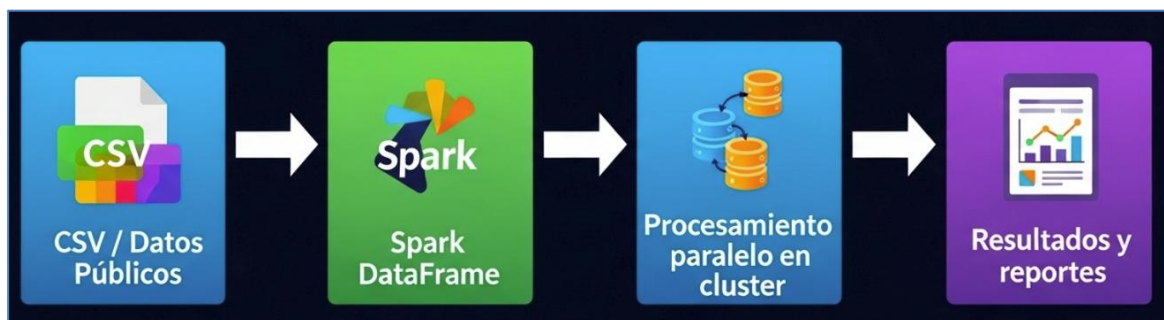 CSV
CSV / Datos
Públicos
Spark
Spark
DataFrame
Procesamiento
paralelo en
cluster
Resultados y
reportes